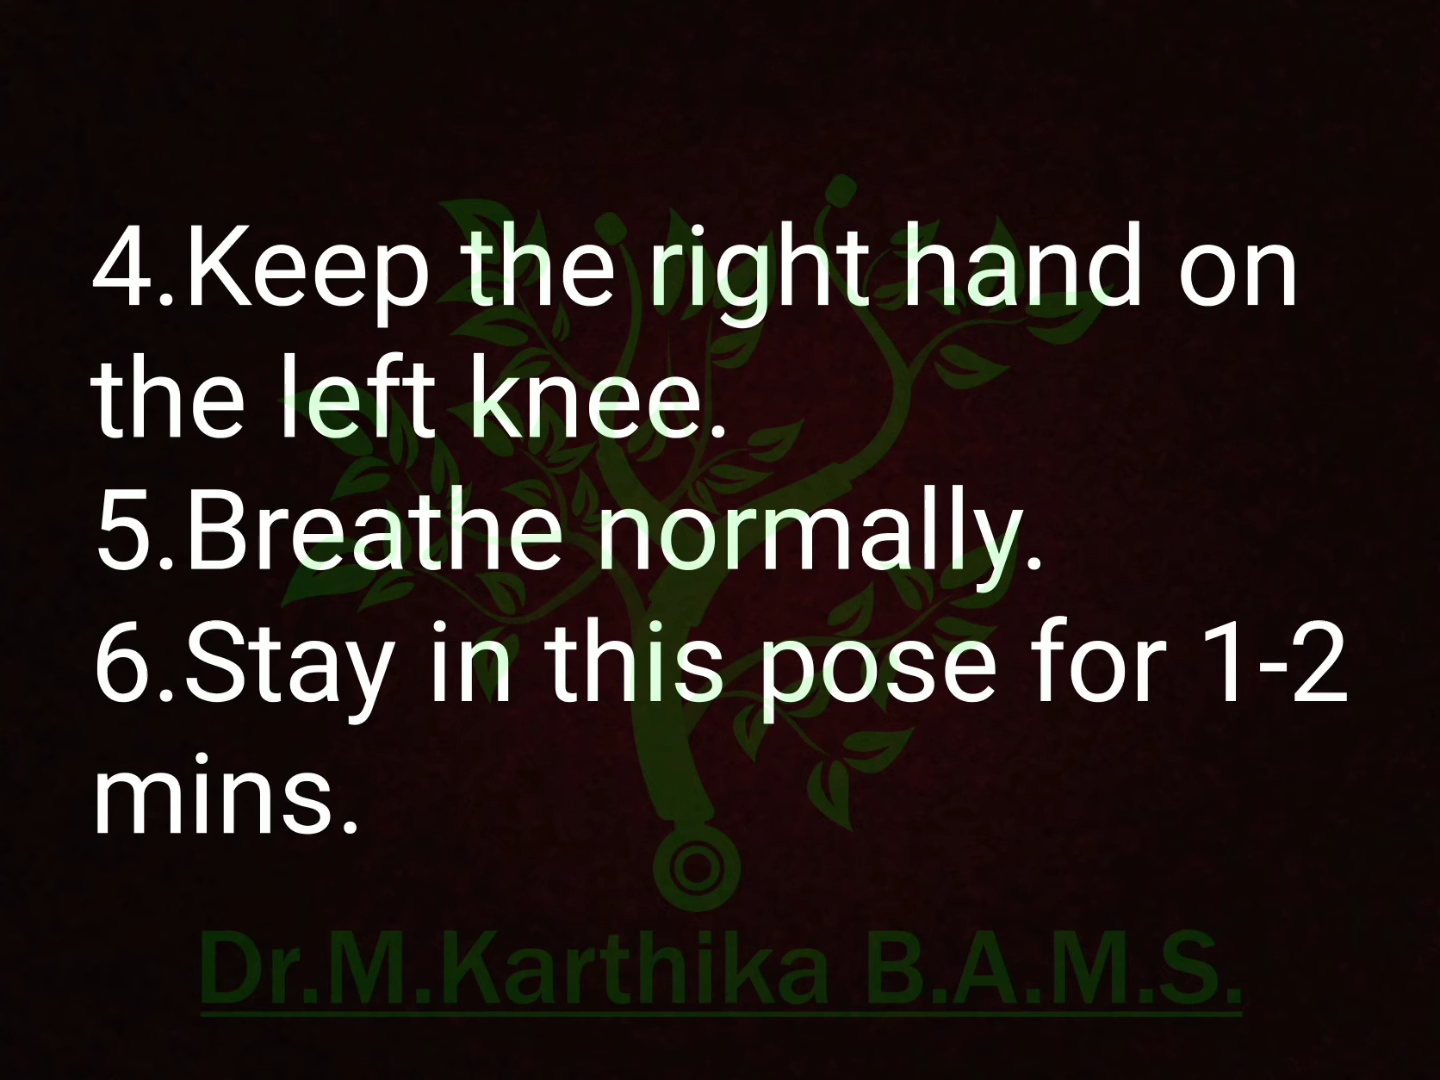 4.Keep the right hand on
the left knee.
5.Breathe normally.
6.Stay in this pose for 1-2
mins.
Dr.M.Karthika B.A.M.S.